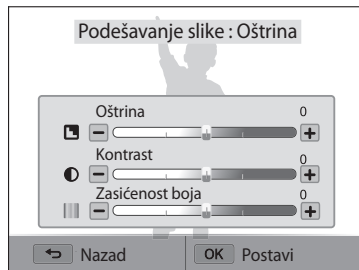 Podešavanje slike : Oštrina
Oštrina 0
Kontrast 0
Zasićenost boja 0
Nazad OK Postavi